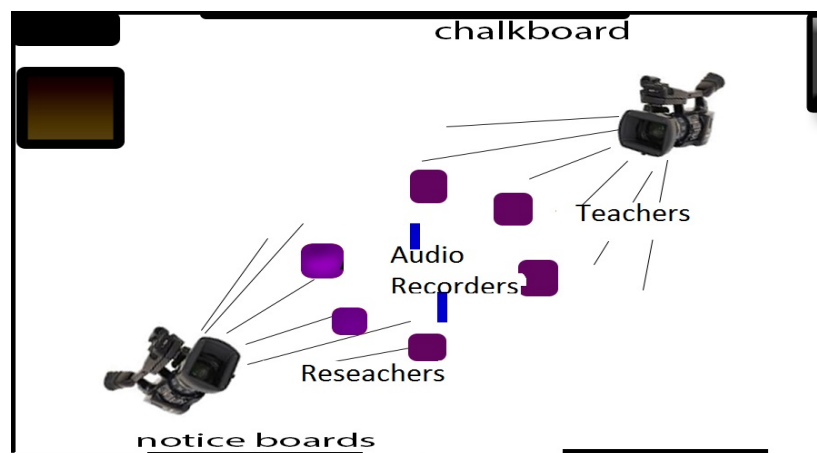 chalkboard
Teachers
Audio
Recorders
Reseachers
notice boards